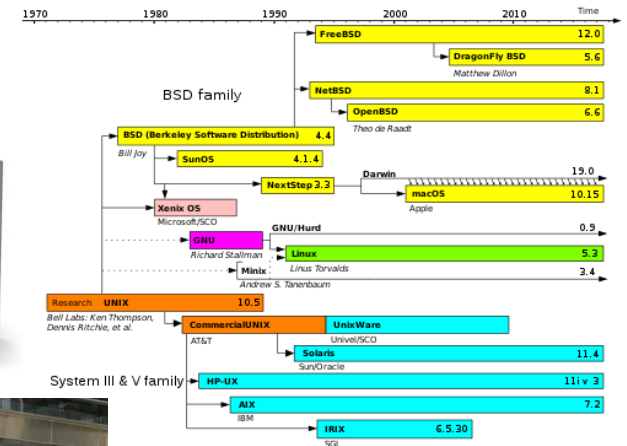 1970 1980 1990 2000 2010 Time
FreeBSD 12.0
DragonFly BSD 5.6
Matthew Dillon
BSD family
NetBSD 8.1
OpenBSD 6.6
Theo de Raadt
BSD (Berkeley Software Distribution) 4.4
Bill Joy
SunOS 4.1.4
Darwin 19.0
NextStep 3.3
macOS 10.15
Apple
Xenix OS
Microsoft/SCO
GNU/Hurd 0.9
GNU
Richard Stallman
Linux 5.3
Linus Torvalds
Minix 3.4
Andrew S. Tanenbaum
Research UNIX 10.5
Bell Labs: Ken Thompson,
Dennis Ritchie, et al.
CommercialUNIX UnixWare
AT&T Univel/SCO
Solaris 11.4
Sun/Oracle
System III & V family
HP-UX 11i v 3
AIX 7.2
IBM
IRIX 6.5.30
SGI